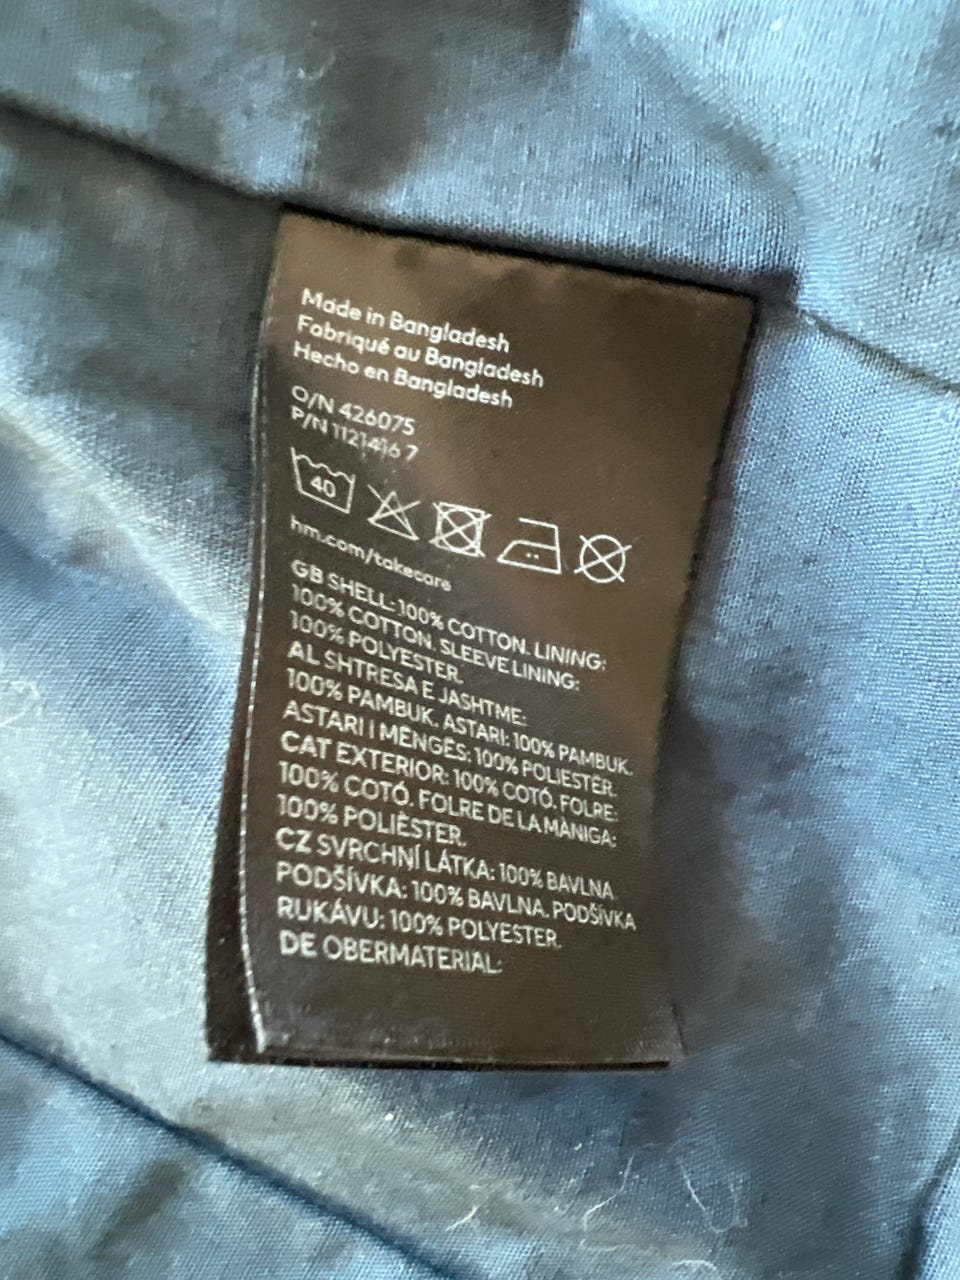 Made in Bangladesh
Fabriqué au Bangladesh
Hecho en Bangladesh
O/N 426075
P/N 1121416 7
40
hm.com/takecare
GB SHELL: 100% COTTON. LINING:
100% COTTON. SLEEVE LINING:
100% POLYESTER.
AL SHTRESA E JASHTME:
100% PAMBUK. ASTARI: 100% PAMBUK.
ASTARI I MËNGËS: 100% POLIESTËR.
CAT EXTERIOR: 100% COTÓ. FOLRE:
100% COTÓ. FOLRE DE LA MÀNIGA:
100% POLIÈSTER.
CZ SVRCHNÍ LÁTKA: 100% BAVLNA.
PODŠÍVKA: 100% BAVLNA. PODŠÍVKA
RUKÁVU: 100% POLYESTER.
DE OBERMATERIAL: